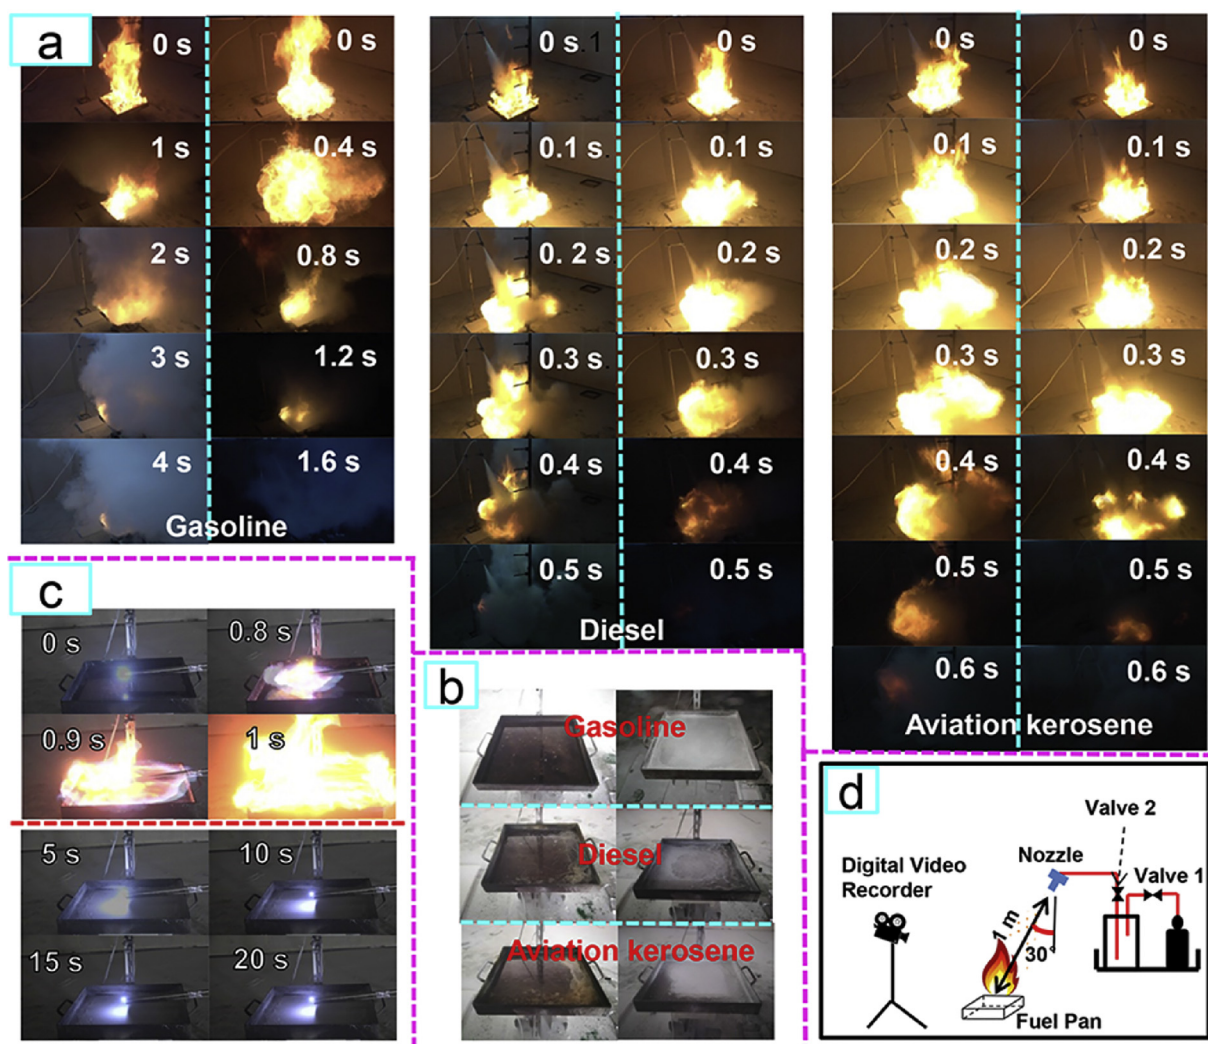 a
0 s
0 s
1 s
0.4 s
2 s
0.8 s
3 s
1.2 s
4 s
1.6 s
Gasoline
0 s.1
0 s
0.1 s.
0.1 s
0. 2 s.
0.2 s
0.3 s.
0.3 s
0.4 s
0.4 s
0.5 s
0.5 s
Diesel
0 s
0 s
0.1 s
0.1 s
0.2 s
0.2 s
0.3 s
0.3 s
0.4 s
0.4 s
0.5 s
0.5 s
0.6 s
0.6 s
Aviation kerosene
c
0 s
0.8 s
0.9 s
1 s
5 s
10 s
15 s
20 s
b
Gasoline
Diesel
Aviation kerosene
d
Valve 2
Nozzle
Valve 1
Digital Video
Recorder
1 m
30°
Fuel Pan